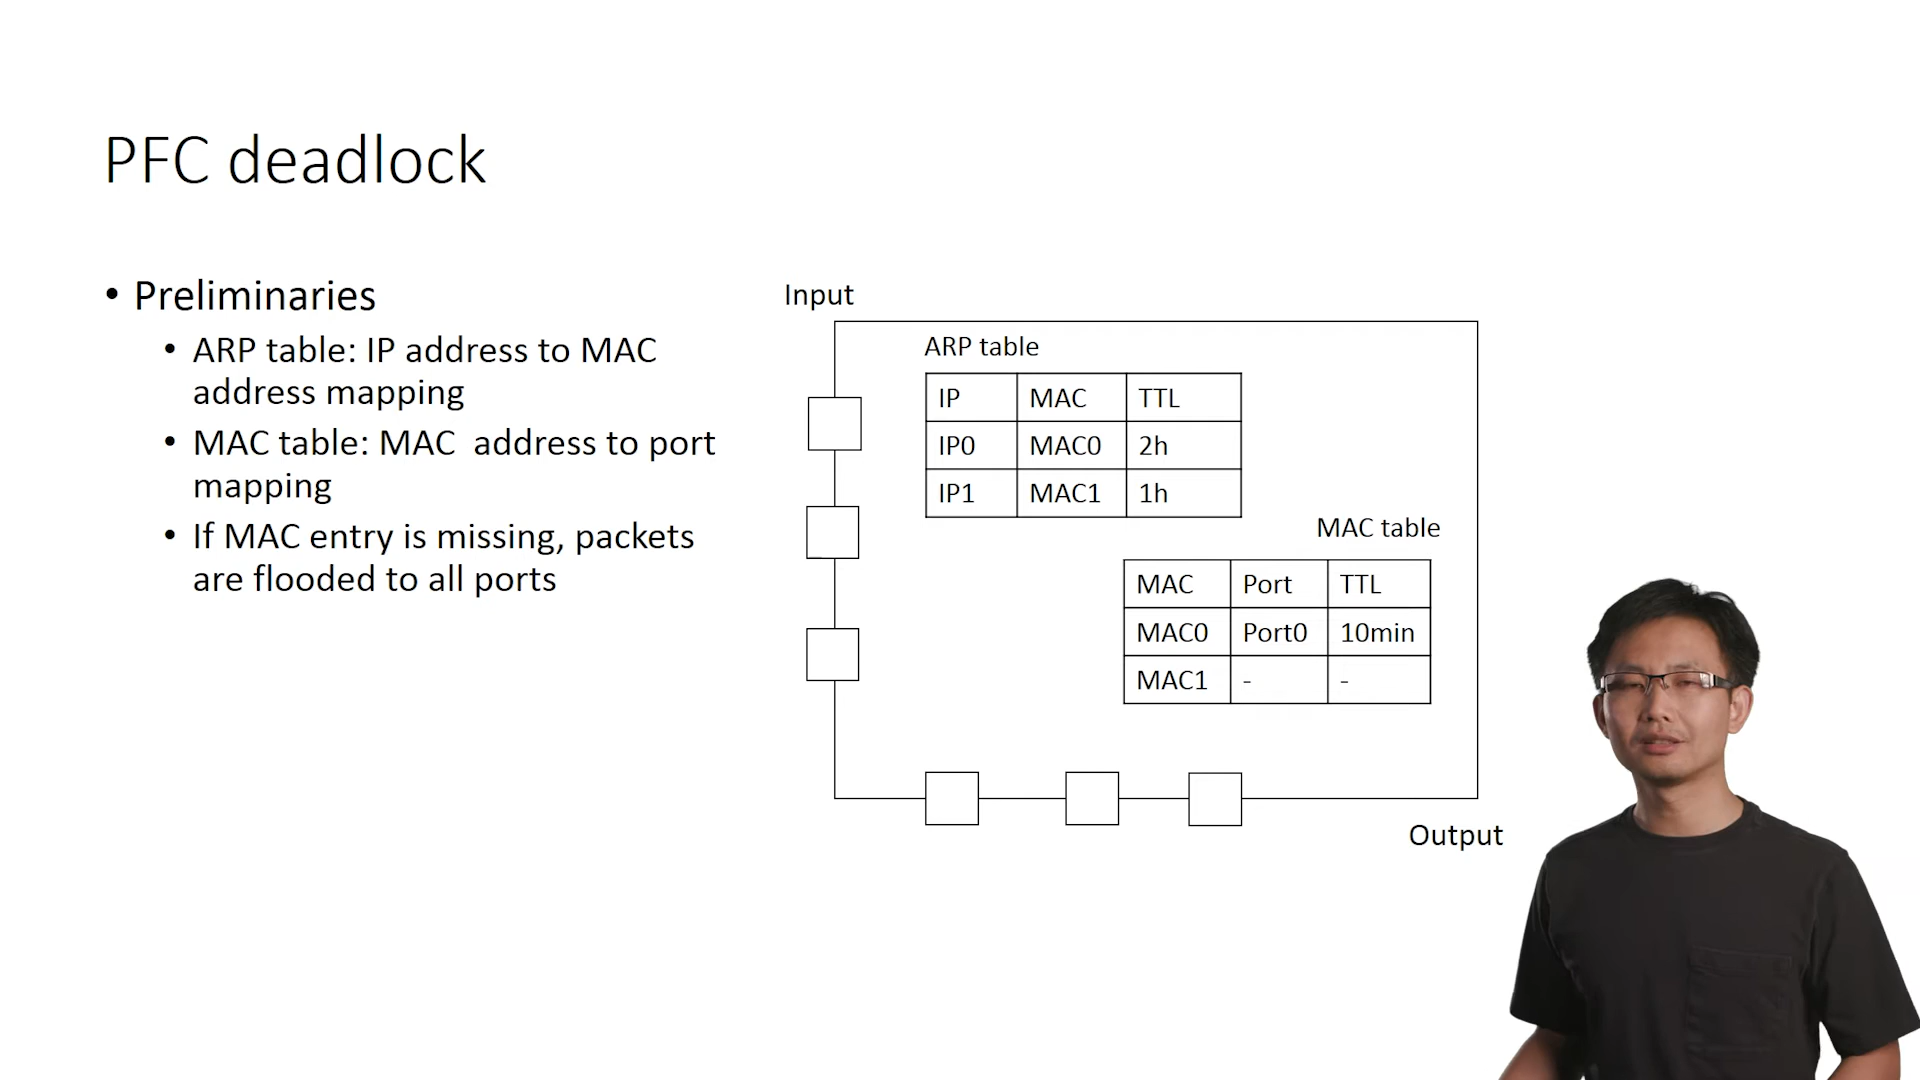 PFC deadlock
• Preliminaries
• ARP table: IP address to MAC
address mapping
• MAC table: MAC  address to port
mapping
• If MAC entry is missing, packets
are flooded to all ports
Input
ARP table
IP MAC TTL
IP0 MAC0 2h
IP1 MAC1 1h
MAC table
MAC Port TTL
MAC0 Port0 10min
MAC1 - -
Output